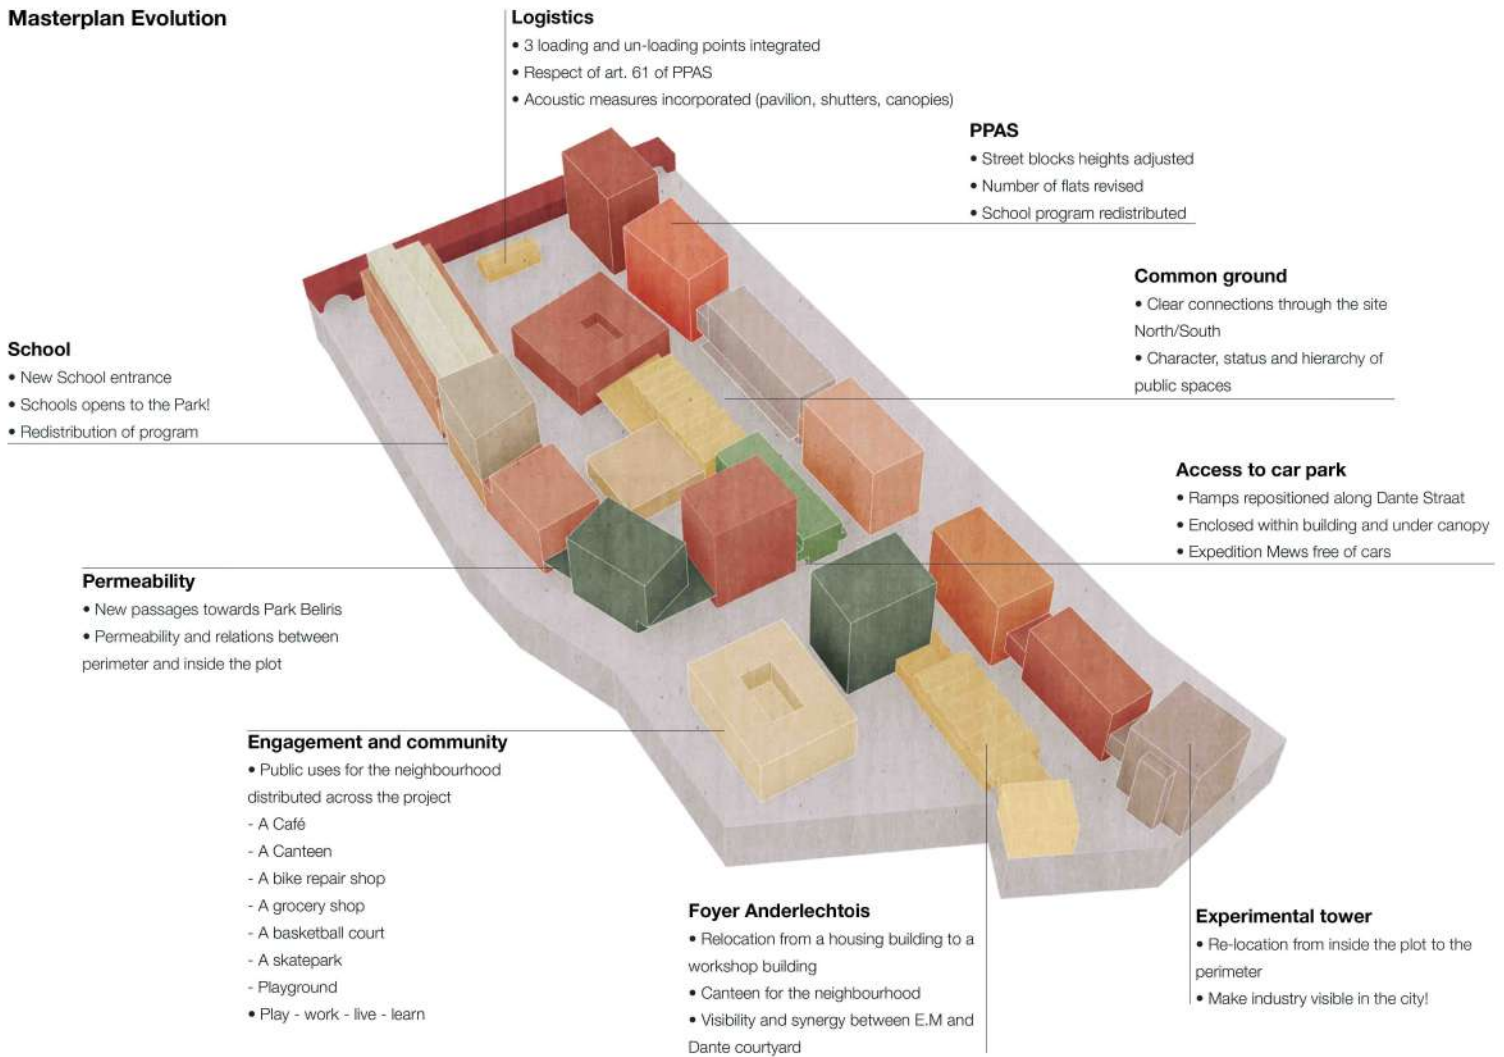 Masterplan Evolution
Logistics
• 3 loading and un-loading points integrated
• Respect of art. 61 of PPAS
• Acoustic measures incorporated (pavilion, shutters, canopies)
PPAS
• Street blocks heights adjusted
• Number of flats revised
• School program redistributed
Common ground
• Clear connections through the site
North/South
• Character, status and hierarchy of
public spaces
School
• New School entrance
• Schools opens to the Park!
• Redistribution of program
Access to car park
• Ramps repositioned along Dante Straat
• Enclosed within building and under canopy
• Expedition Mews free of cars
Permeability
• New passages towards Park Beliris
• Permeability and relations between
perimeter and inside the plot
Engagement and community
• Public uses for the neighbourhood
distributed across the project
- A Café
- A Canteen
- A bike repair shop
- A grocery shop
- A basketball court
- A skatepark
- Playground
• Play - work - live - learn
Foyer Anderlechtois
• Relocation from a housing building to a
workshop building
• Canteen for the neighbourhood
• Visibility and synergy between E.M and
Dante courtyard
Experimental tower
• Re-location from inside the plot to the
perimeter
• Make industry visible in the city!